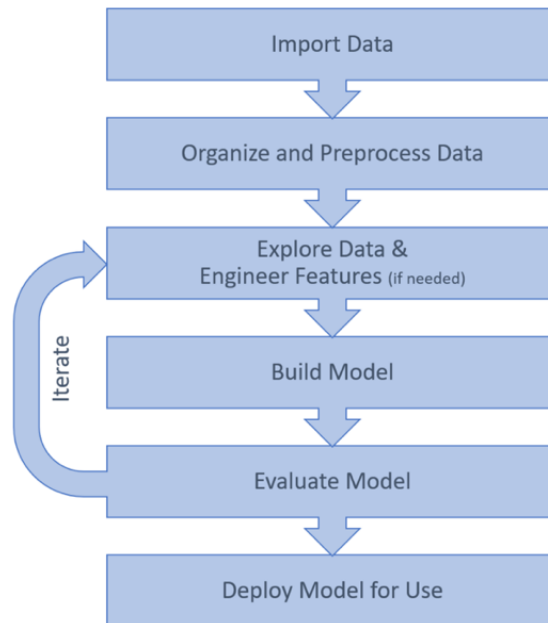 Import Data
Organize and Preprocess Data
Explore Data &
Engineer Features (if needed)
Iterate
Build Model
Evaluate Model
Deploy Model for Use